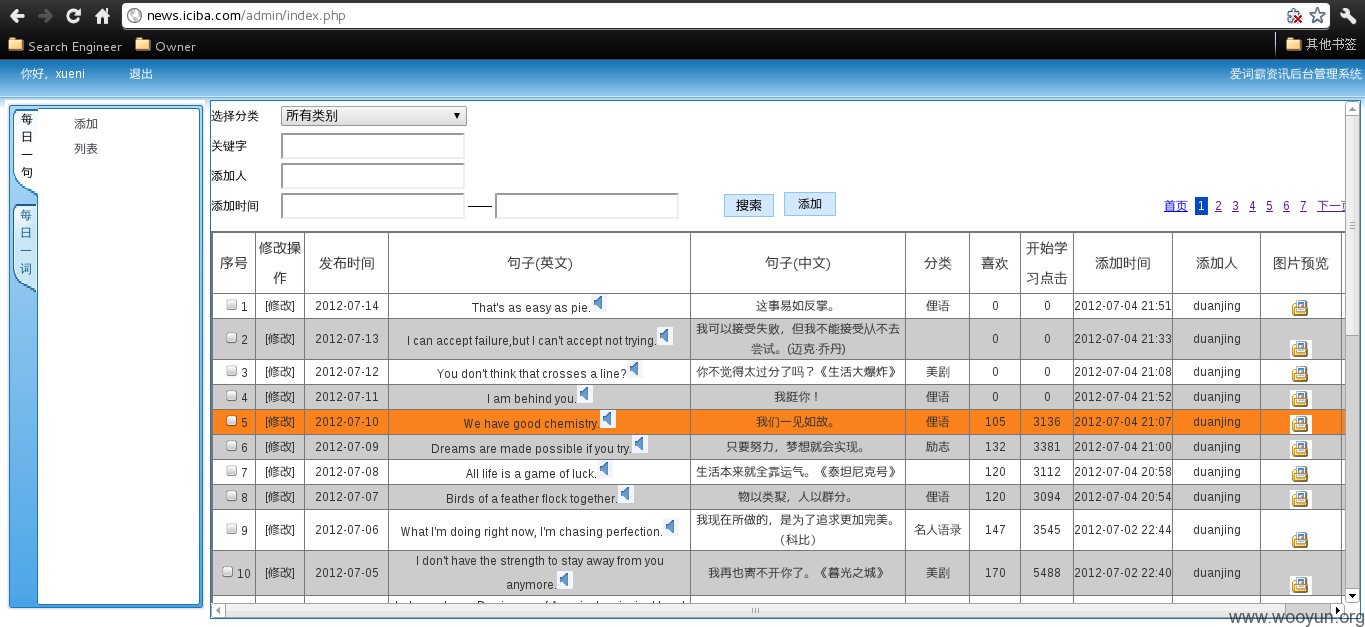 news.iciba.com/admin/index.php
Search Engineer Owner 其他书签
你好，xueni 退出 爱词霸资讯后台管理系统
每日一句
添加
列表
每日一词
选择分类 所有类别
关键字
添加人
添加时间 —— 搜索 添加
首页 1 2 3 4 5 6 7 下一
序号 修改操作 发布时间 句子(英文) 句子(中文) 分类 喜欢 开始学习点击 添加时间 添加人 图片预览
1 [修改] 2012-07-14 That's as easy as pie. 这事易如反掌。 俚语 0 0 2012-07-04 21:51 duanjing
2 [修改] 2012-07-13 I can accept failure,but I can't accept not trying. 我可以接受失败，但我不能接受从不去尝试。(迈克·乔丹) 0 0 2012-07-04 21:33 duanjing
3 [修改] 2012-07-12 You don't think that crosses a line? 你不觉得太过分了吗？《生活大爆炸》 美剧 0 0 2012-07-04 21:08 duanjing
4 [修改] 2012-07-11 I am behind you. 我挺你！ 俚语 0 0 2012-07-04 21:52 duanjing
5 [修改] 2012-07-10 We have good chemistry. 我们一见如故。 俚语 105 3136 2012-07-04 21:07 duanjing
6 [修改] 2012-07-09 Dreams are made possible if you try. 只要努力，梦想就会实现。 励志 132 3381 2012-07-04 21:00 duanjing
7 [修改] 2012-07-08 All life is a game of luck. 生活本来就全靠运气。《泰坦尼克号》 120 3112 2012-07-04 20:58 duanjing
8 [修改] 2012-07-07 Birds of a feather flock together. 物以类聚，人以群分。 俚语 120 3094 2012-07-04 20:54 duanjing
9 [修改] 2012-07-06 What I'm doing right now, I'm chasing perfection. 我现在所做的，是为了追求更加完美。（科比） 名人语录 147 3545 2012-07-02 22:44 duanjing
10 [修改] 2012-07-05 I don't have the strength to stay away from you anymore. 我再也离不开你了。《暮光之城》 美剧 170 5488 2012-07-02 22:40 duanjing
www.wooyun.org